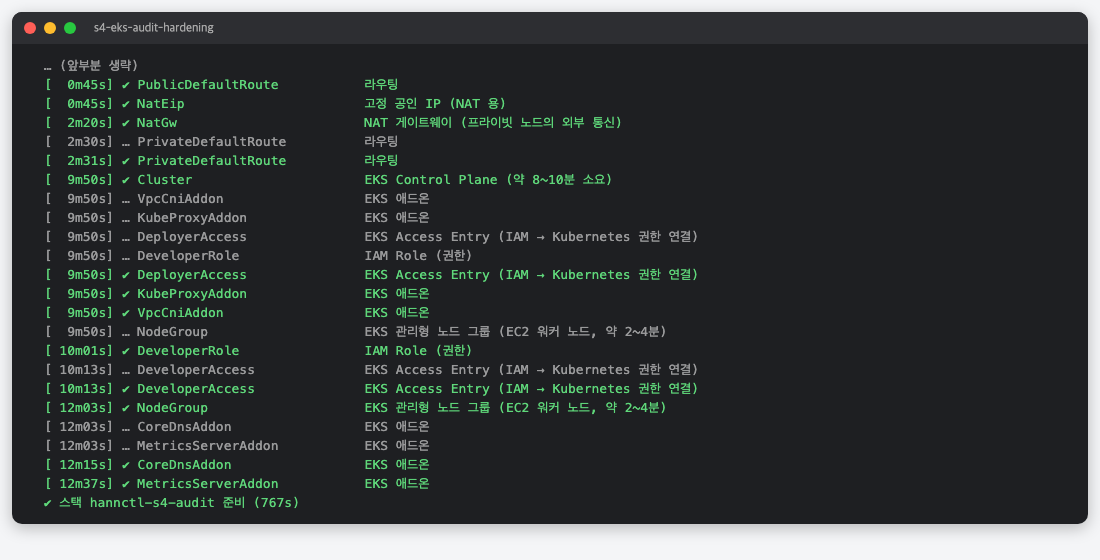 s4-eks-audit-hardening
… (앞부분 생략)
[  0m45s] ✔ PublicDefaultRoute 라우팅
[  0m45s] ✔ NatEip 고정 공인 IP (NAT 용)
[  2m20s] ✔ NatGw NAT 게이트웨이 (프라이빗 노드의 외부 통신)
[  2m30s] … PrivateDefaultRoute 라우팅
[  2m31s] ✔ PrivateDefaultRoute 라우팅
[  9m50s] ✔ Cluster EKS Control Plane (약 8~10분 소요)
[  9m50s] … VpcCniAddon EKS 애드온
[  9m50s] … KubeProxyAddon EKS 애드온
[  9m50s] … DeployerAccess EKS Access Entry (IAM → Kubernetes 권한 연결)
[  9m50s] … DeveloperRole IAM Role (권한)
[  9m50s] ✔ DeployerAccess EKS Access Entry (IAM → Kubernetes 권한 연결)
[  9m50s] ✔ KubeProxyAddon EKS 애드온
[  9m50s] ✔ VpcCniAddon EKS 애드온
[  9m50s] … NodeGroup EKS 관리형 노드 그룹 (EC2 워커 노드, 약 2~4분)
[ 10m01s] ✔ DeveloperRole IAM Role (권한)
[ 10m13s] … DeveloperAccess EKS Access Entry (IAM → Kubernetes 권한 연결)
[ 10m13s] ✔ DeveloperAccess EKS Access Entry (IAM → Kubernetes 권한 연결)
[ 12m03s] ✔ NodeGroup EKS 관리형 노드 그룹 (EC2 워커 노드, 약 2~4분)
[ 12m03s] … CoreDnsAddon EKS 애드온
[ 12m03s] … MetricsServerAddon EKS 애드온
[ 12m15s] ✔ CoreDnsAddon EKS 애드온
[ 12m37s] ✔ MetricsServerAddon EKS 애드온
✔ 스택 hannctl-s4-audit 준비 (767s)